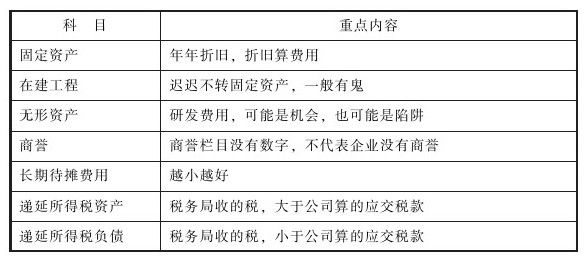 科 目 重点内容
固定资产 年年折旧，折旧算费用
在建工程 迟迟不转固定资产，一般有鬼
无形资产 研发费用，可能是机会，也可能是陷阱
商誉 商誉栏目没有数字，不代表企业没有商誉
长期待摊费用 越小越好
递延所得税资产 税务局收的税，大于公司算的应交税款
递延所得税负债 税务局收的税，小于公司算的应交税款